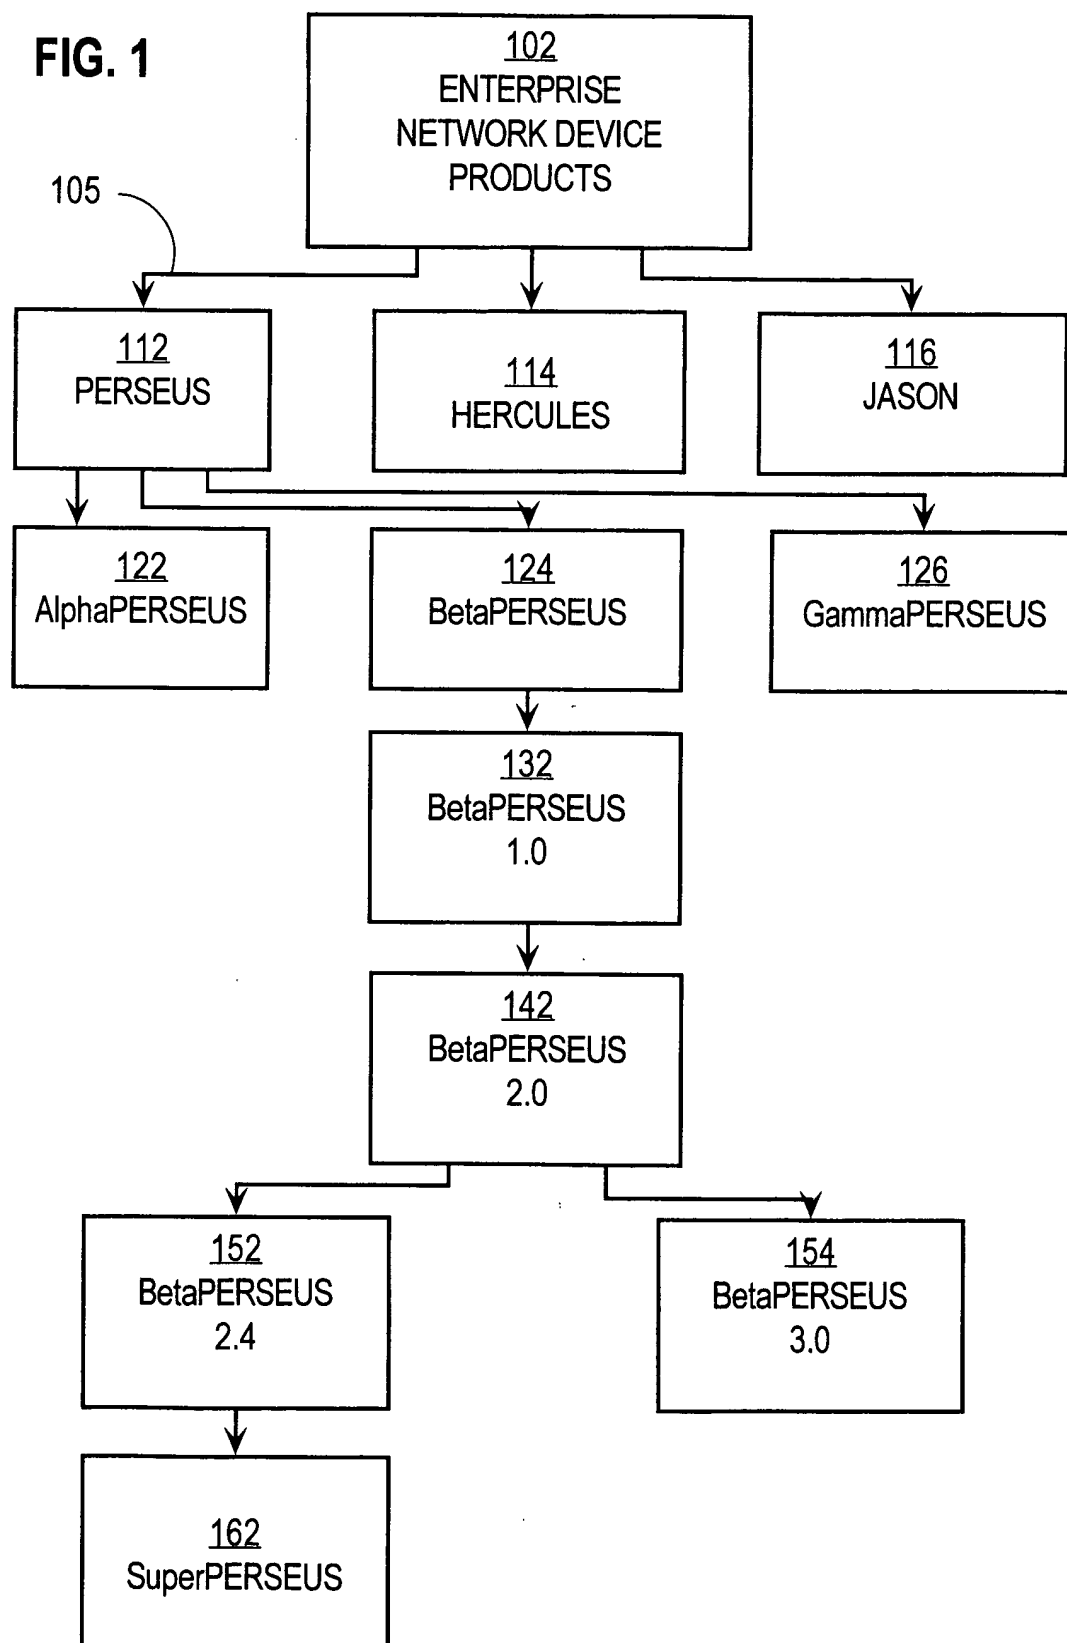 FIG. 1
102
ENTERPRISE
NETWORK DEVICE
PRODUCTS
105
112
PERSEUS
114
HERCULES
116
JASON
122
AlphaPERSEUS
124
BetaPERSEUS
126
GammaPERSEUS
132
BetaPERSEUS
1.0
142
BetaPERSEUS
2.0
152
BetaPERSEUS
2.4
154
BetaPERSEUS
3.0
162
SuperPERSEUS